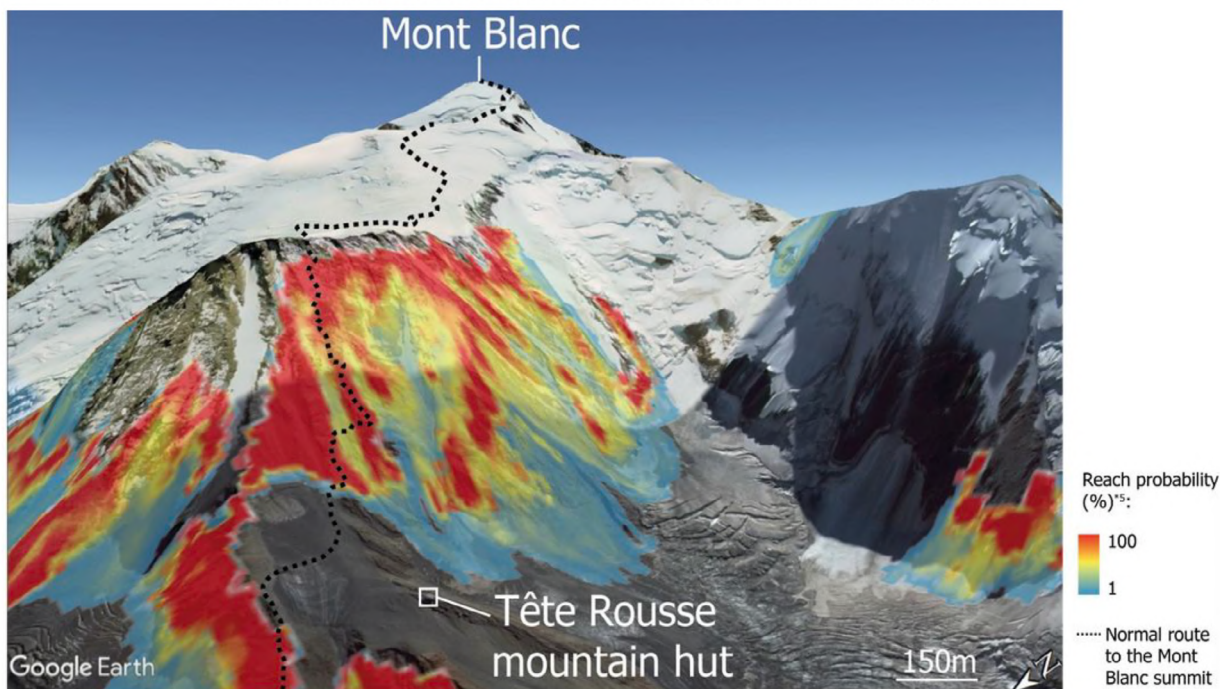 Mont Blanc
Tête Rousse
mountain hut
Google Earth
150m
N
Reach probability
(%)*5:
100
1
Normal route
to the Mont
Blanc summit